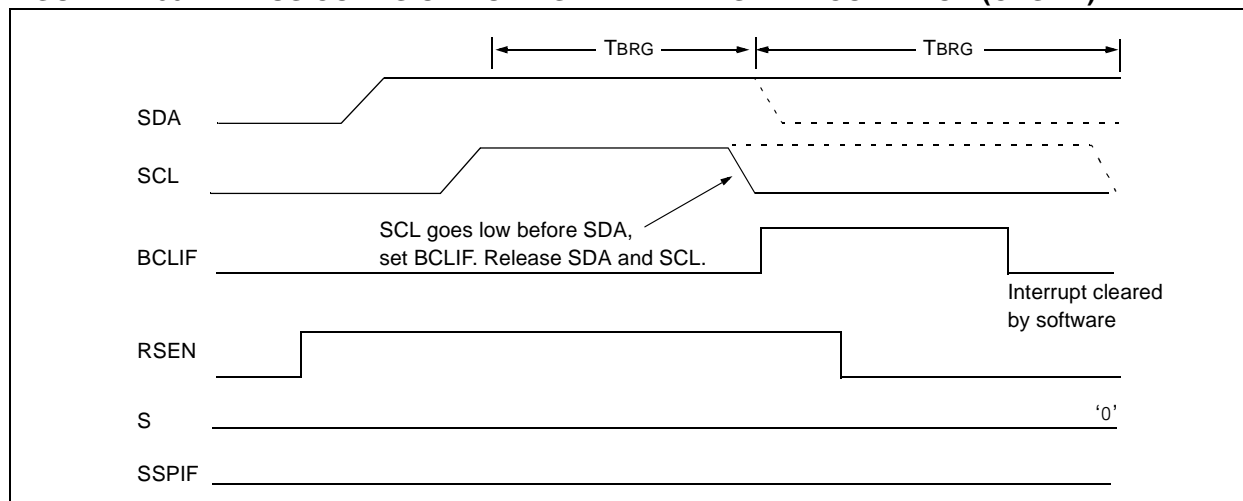 TBRG TBRG
SDA
SCL
SCL goes low before SDA,
set BCLIF. Release SDA and SCL.
BCLIF
Interrupt cleared
by software
RSEN
S ‘0’
SSPIF